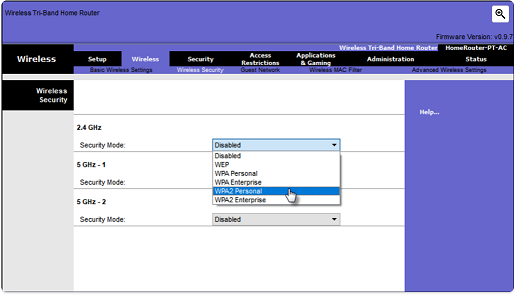 Wireless Tri-Band Home Router
Firmware Version: v0.9.7
Wireless Tri-Band Home Router HomeRouter-PT-AC
Wireless Setup Wireless Security Access Restrictions Applications & Gaming Administration Status
Basic Wireless Settings Wireless Security Guest Network Wireless MAC Filter Advanced Wireless Settings
Wireless Security
Help...
2.4 GHz
Security Mode: Disabled
Disabled
5 GHz - 1
WEP
WPA Personal
Security Mode:
WPA Enterprise
WPA2 Personal
WPA2 Enterprise
5 GHz - 2
Security Mode: Disabled